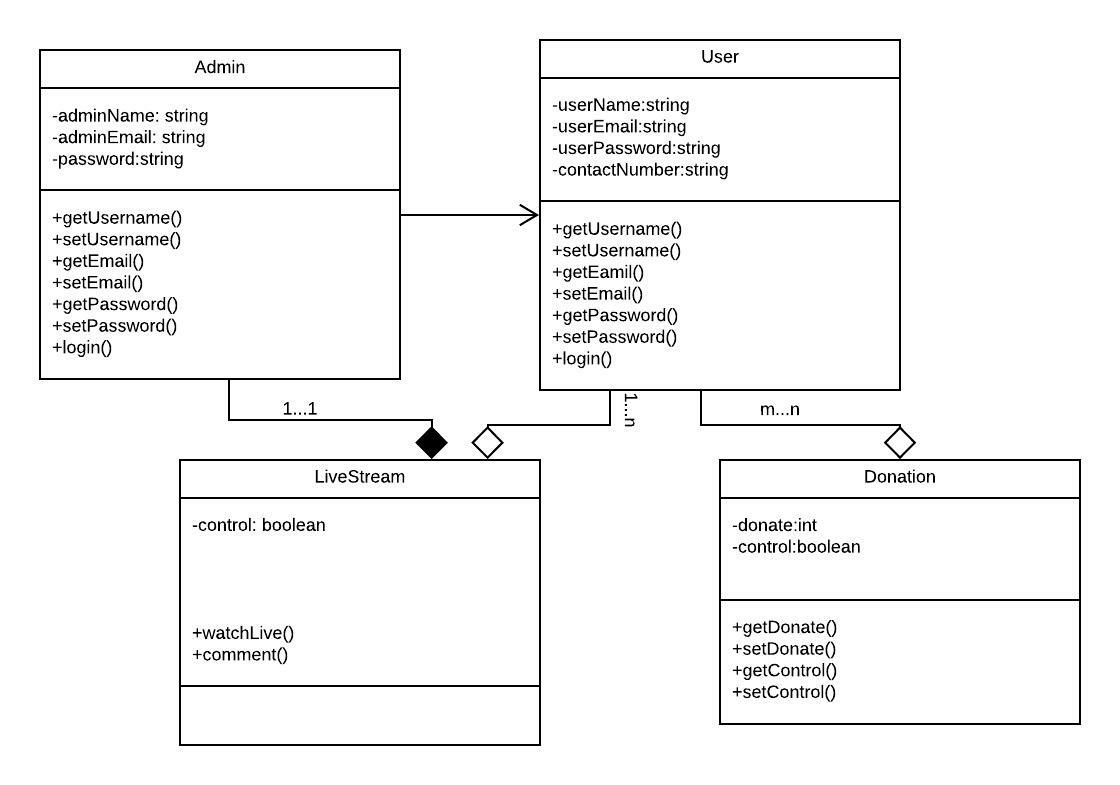 Admin
-adminName: string
-adminEmail: string
-password:string
+getUsername()
+setUsername()
+getEmail()
+setEmail()
+getPassword()
+setPassword()
+login()
User
-userName:string
-userEmail:string
-userPassword:string
-contactNumber:string
+getUsername()
+setUsername()
+getEamil()
+setEmail()
+getPassword()
+setPassword()
+login()
1...1
1...n
m...n
LiveStream
-control: boolean
+watchLive()
+comment()
Donation
-donate:int
-control:boolean
+getDonate()
+setDonate()
+getControl()
+setControl()